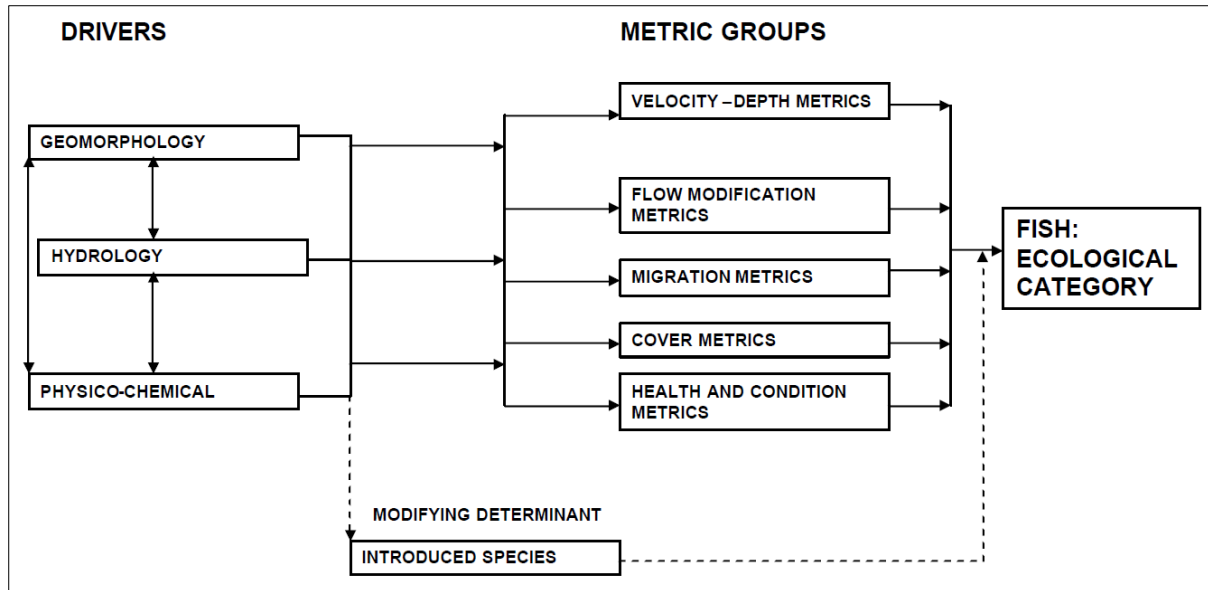 DRIVERS
METRIC GROUPS
VELOCITY –DEPTH METRICS
GEOMORPHOLOGY
FLOW MODIFICATION
METRICS
HYDROLOGY
MIGRATION METRICS
FISH:
ECOLOGICAL
CATEGORY
COVER METRICS
PHYSICO-CHEMICAL
HEALTH AND CONDITION
METRICS
MODIFYING DETERMINANT
INTRODUCED SPECIES